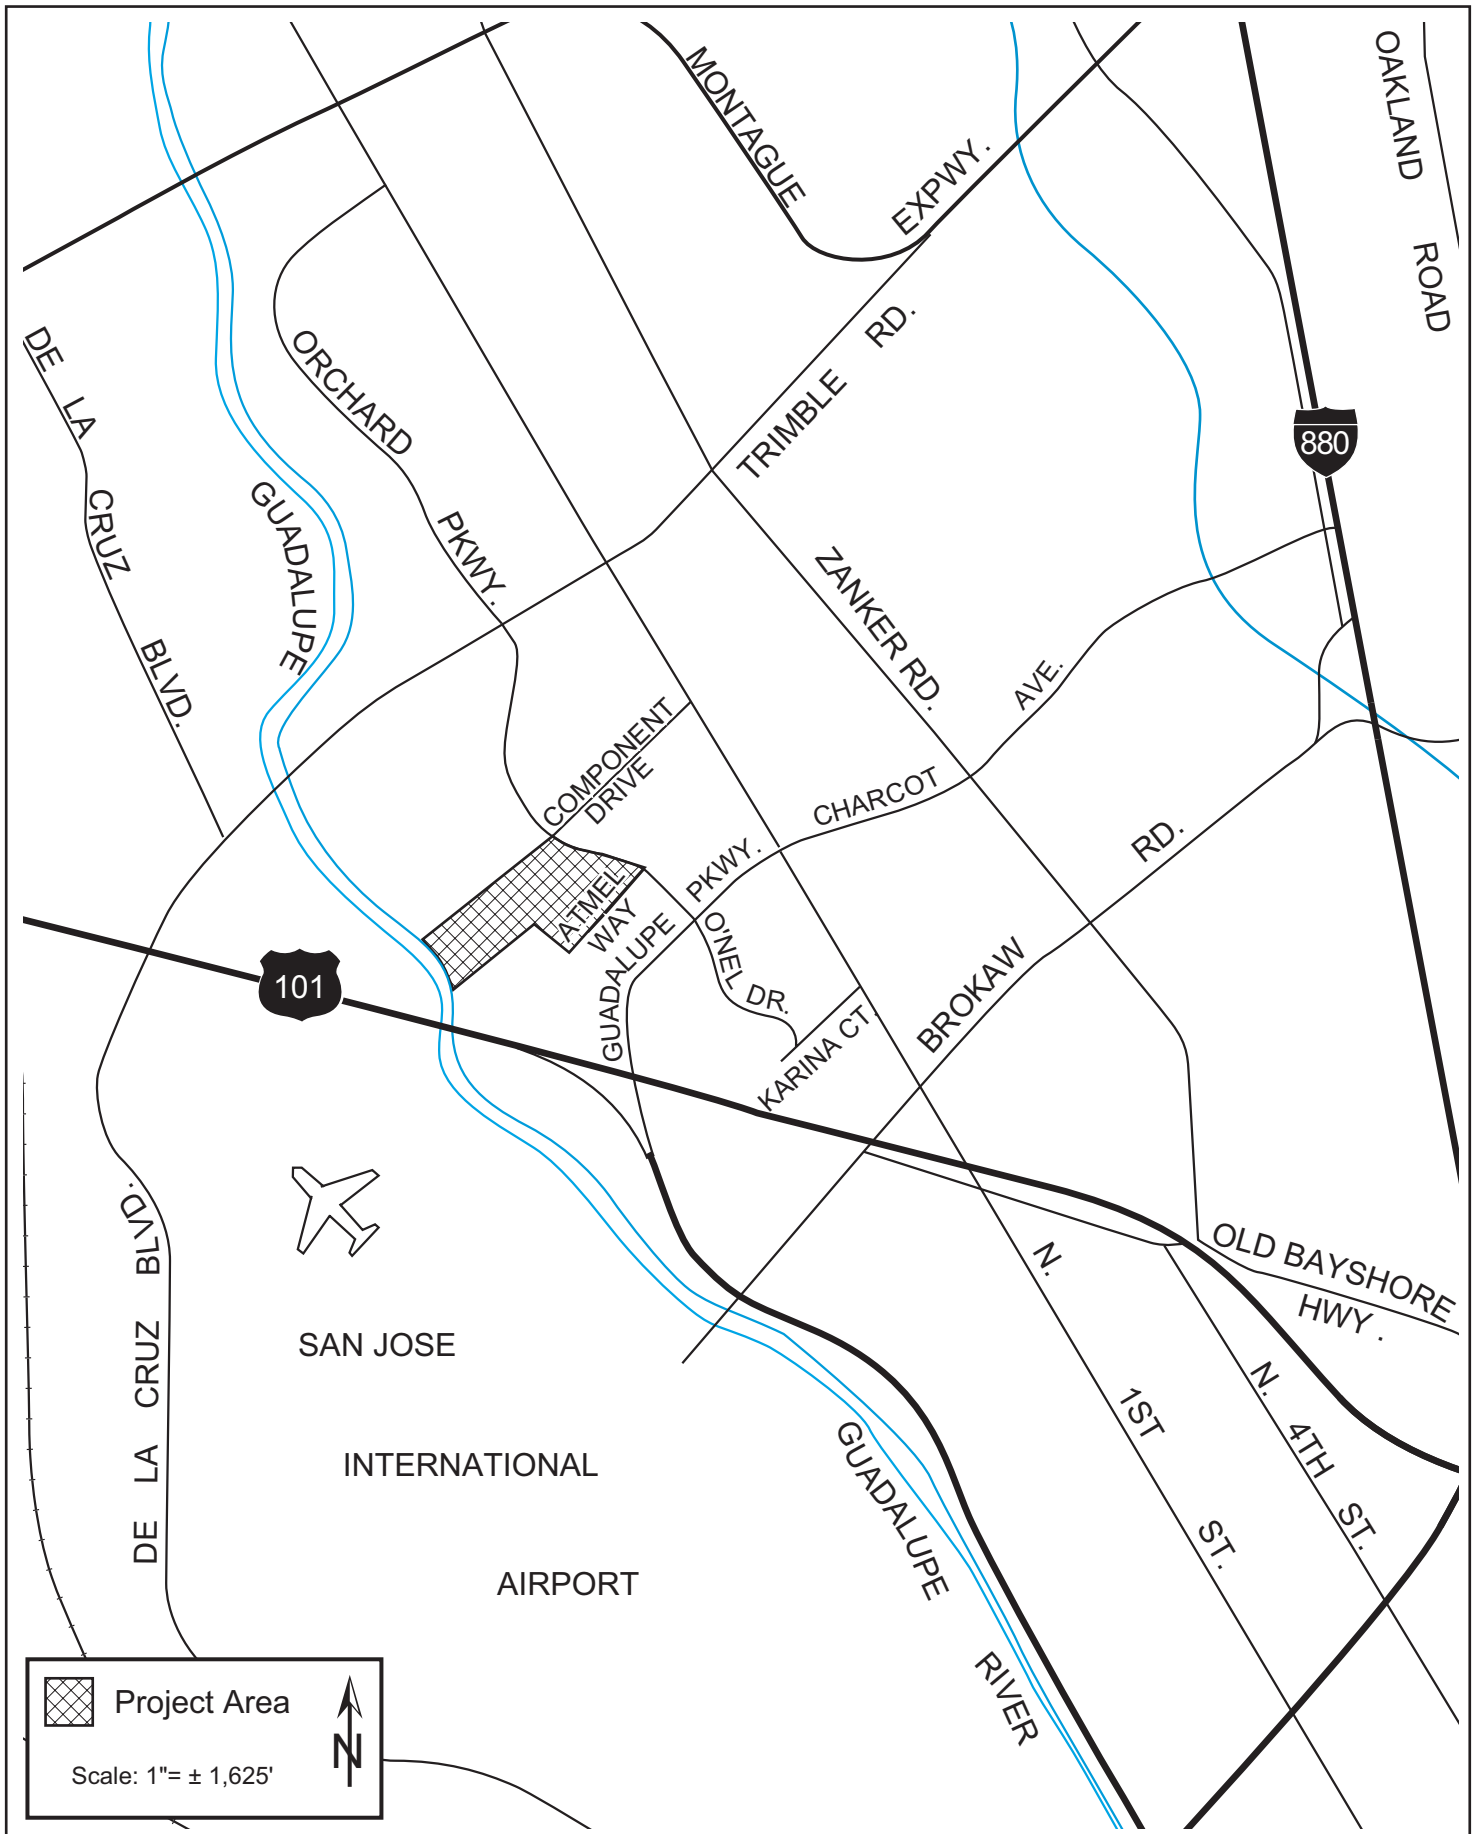 MONTAGUE
EXPWY.
OAKLAND
ROAD
DE LA
CRUZ
BLVD.
ORCHARD
PKWY.
GUADALUPE
TRIMBLE
RD.
880
ZANKER RD.
COMPONENT
DRIVE
CHARCOT
AVE.
ATMEL
WAY
GUADALUPE
PKWY.
O'NEL
DR.
KARINA CT.
BROKAW
RD.
101
DE LA CRUZ BLVD.
SAN JOSE
INTERNATIONAL
AIRPORT
OLD BAYSHORE
HWY .
N.
1ST
ST.
N.
4TH
ST.
GUADALUPE
RIVER
Project Area
N
Scale: 1"= ± 1,625'